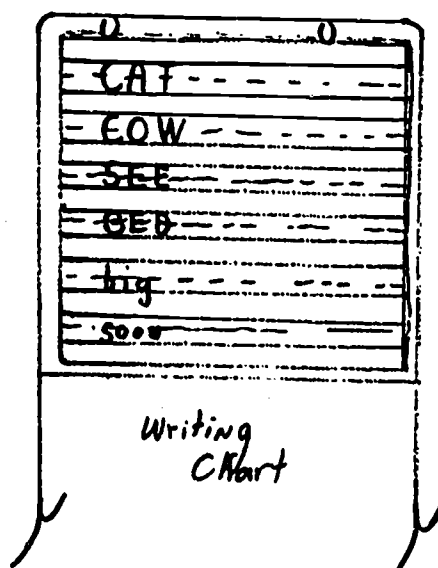 CAT
COW
SEE
BED
big
soon
Writing
Chart